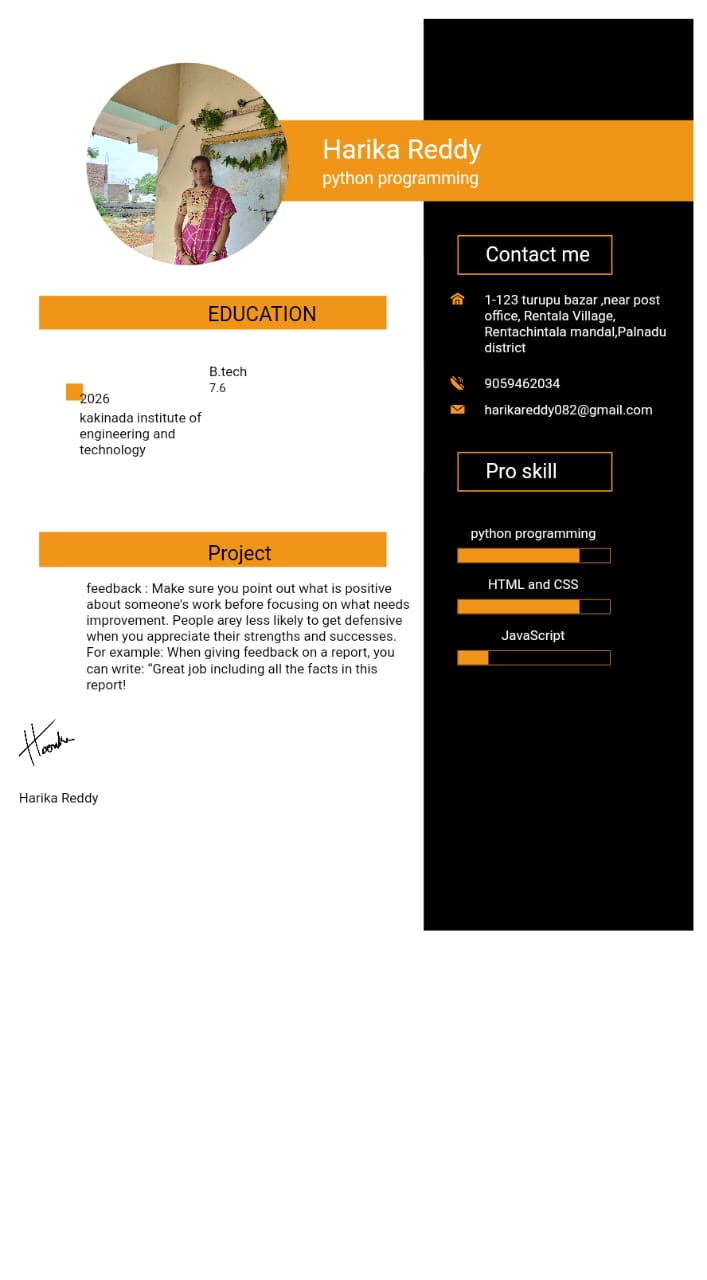 Harika Reddy
python programming
Contact me
1-123 turupu bazar ,near post
office, Rentala Village,
Rentachintala mandal,Palnadu
district
9059462034
harikareddy082@gmail.com
Pro skill
python programming
HTML and CSS
JavaScript
EDUCATION
B.tech
7.6
2026
kakinada institute of
engineering and
technology
Project
feedback : Make sure you point out what is positive
about someone's work before focusing on what needs
improvement. People arey less likely to get defensive
when you appreciate their strengths and successes.
For example: When giving feedback on a report, you
can write: “Great job including all the facts in this
report!
Harika
Harika Reddy